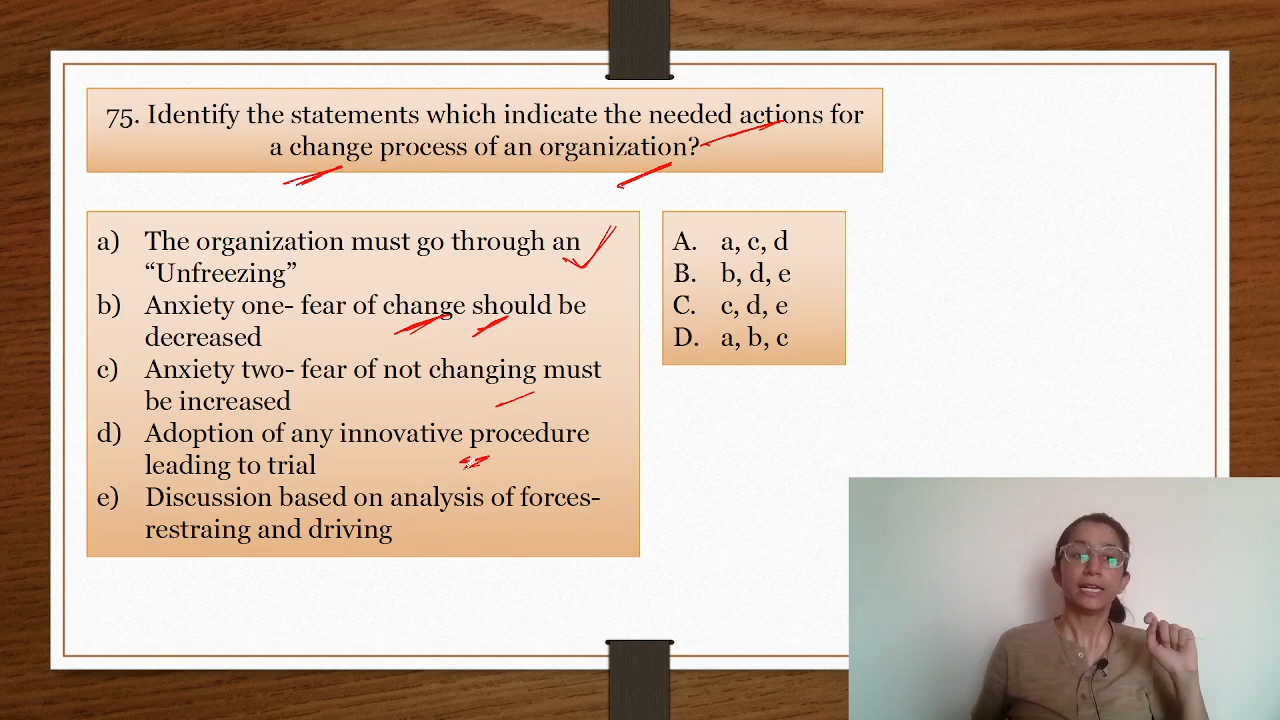 75. Identify the statements which indicate the needed actions for
a change process of an organization?
a) The organization must go through an
“Unfreezing”
b) Anxiety one- fear of change should be
decreased
c) Anxiety two- fear of not changing must
be increased
d) Adoption of any innovative procedure
leading to trial
e) Discussion based on analysis of forces-
restraing and driving
A. a, c, d
B. b, d, e
C. c, d, e
D. a, b, c